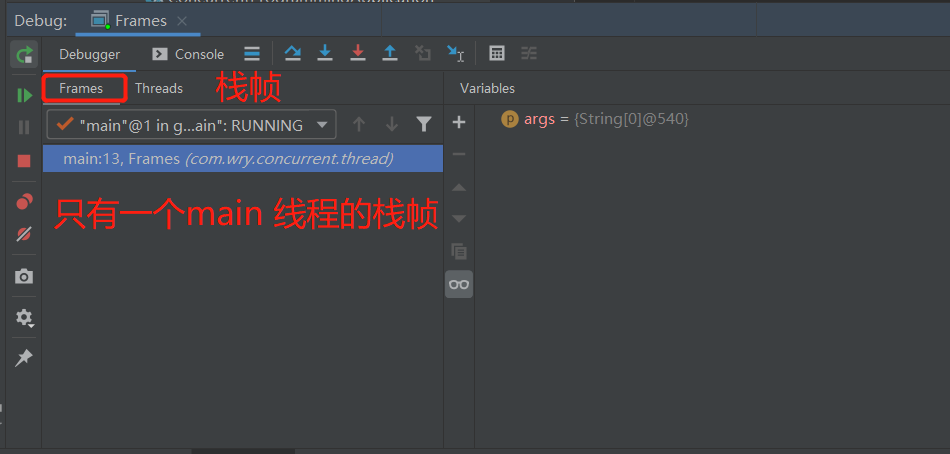 Debug: Frames
Debugger Console
Frames Threads 栈帧 Variables
"main"@1 in g...ain": RUNNING
args = {String[0]@540}
main:13, Frames (com.wry.concurrent.thread)
只有一个main 线程的栈帧